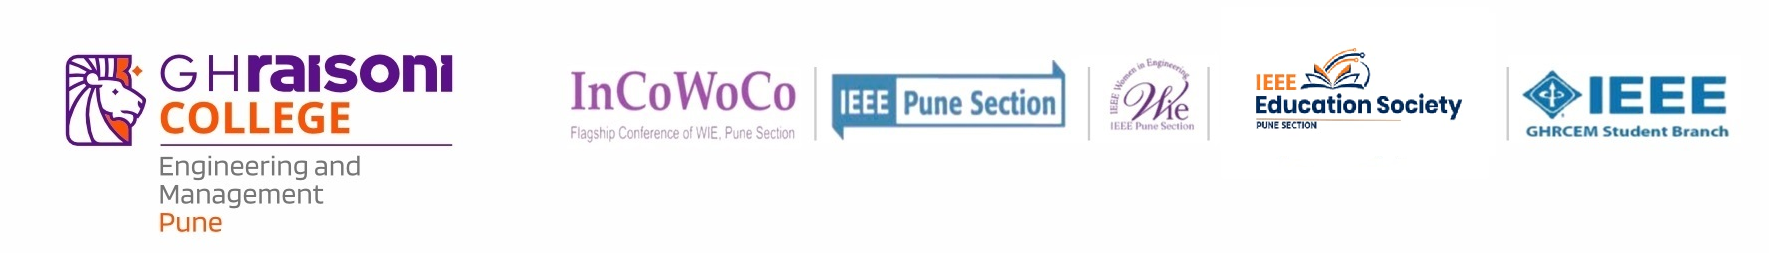 GHraisoni
COLLEGE
Engineering and
Management
Pune
InCoWoCo
Flagship Conference of WIE, Pune Section
IEEE Pune Section
IEEE Women in Engineering
Wie
IEEE Pune Section
IEEE
Education Society
PUNE SECTION
IEEE
GHRCEM Student Branch